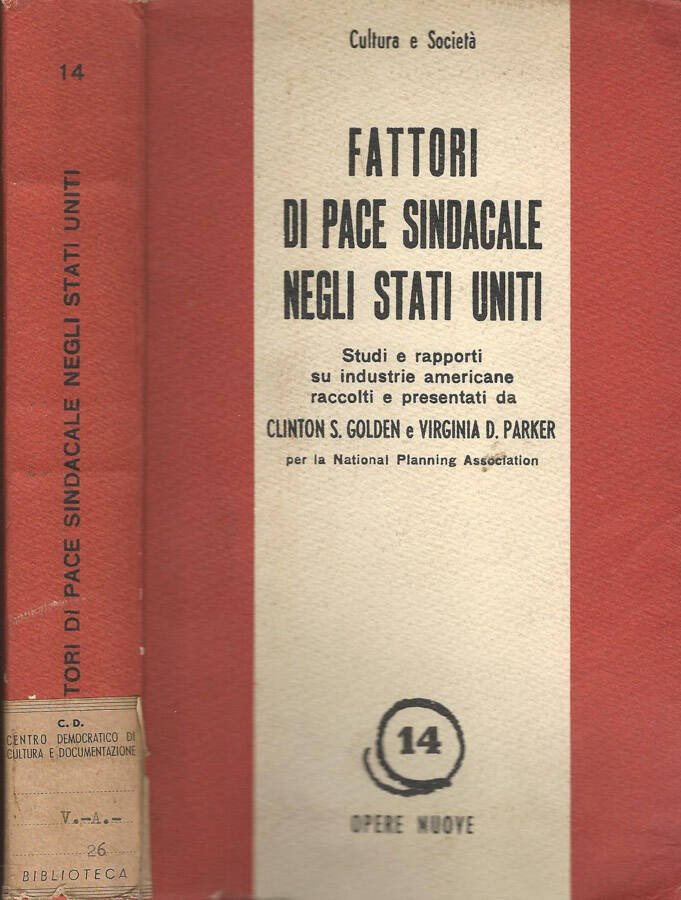 14
TORI DI PACE SINDACALE NEGLI STATI UNITI
C. D.
CENTRO DEMOCRATICO DI
CULTURA E DOCUMENTAZIONE
V.-A.-
26
BIBLIOTECA
Cultura e Società
FATTORI
DI PACE SINDACALE
NEGLI STATI UNITI
Studi e rapporti
su industrie americane
raccolti e presentati da
CLINTON S. GOLDEN e VIRGINIA D. PARKER
per la National Planning Association
14
OPERE NUOVE